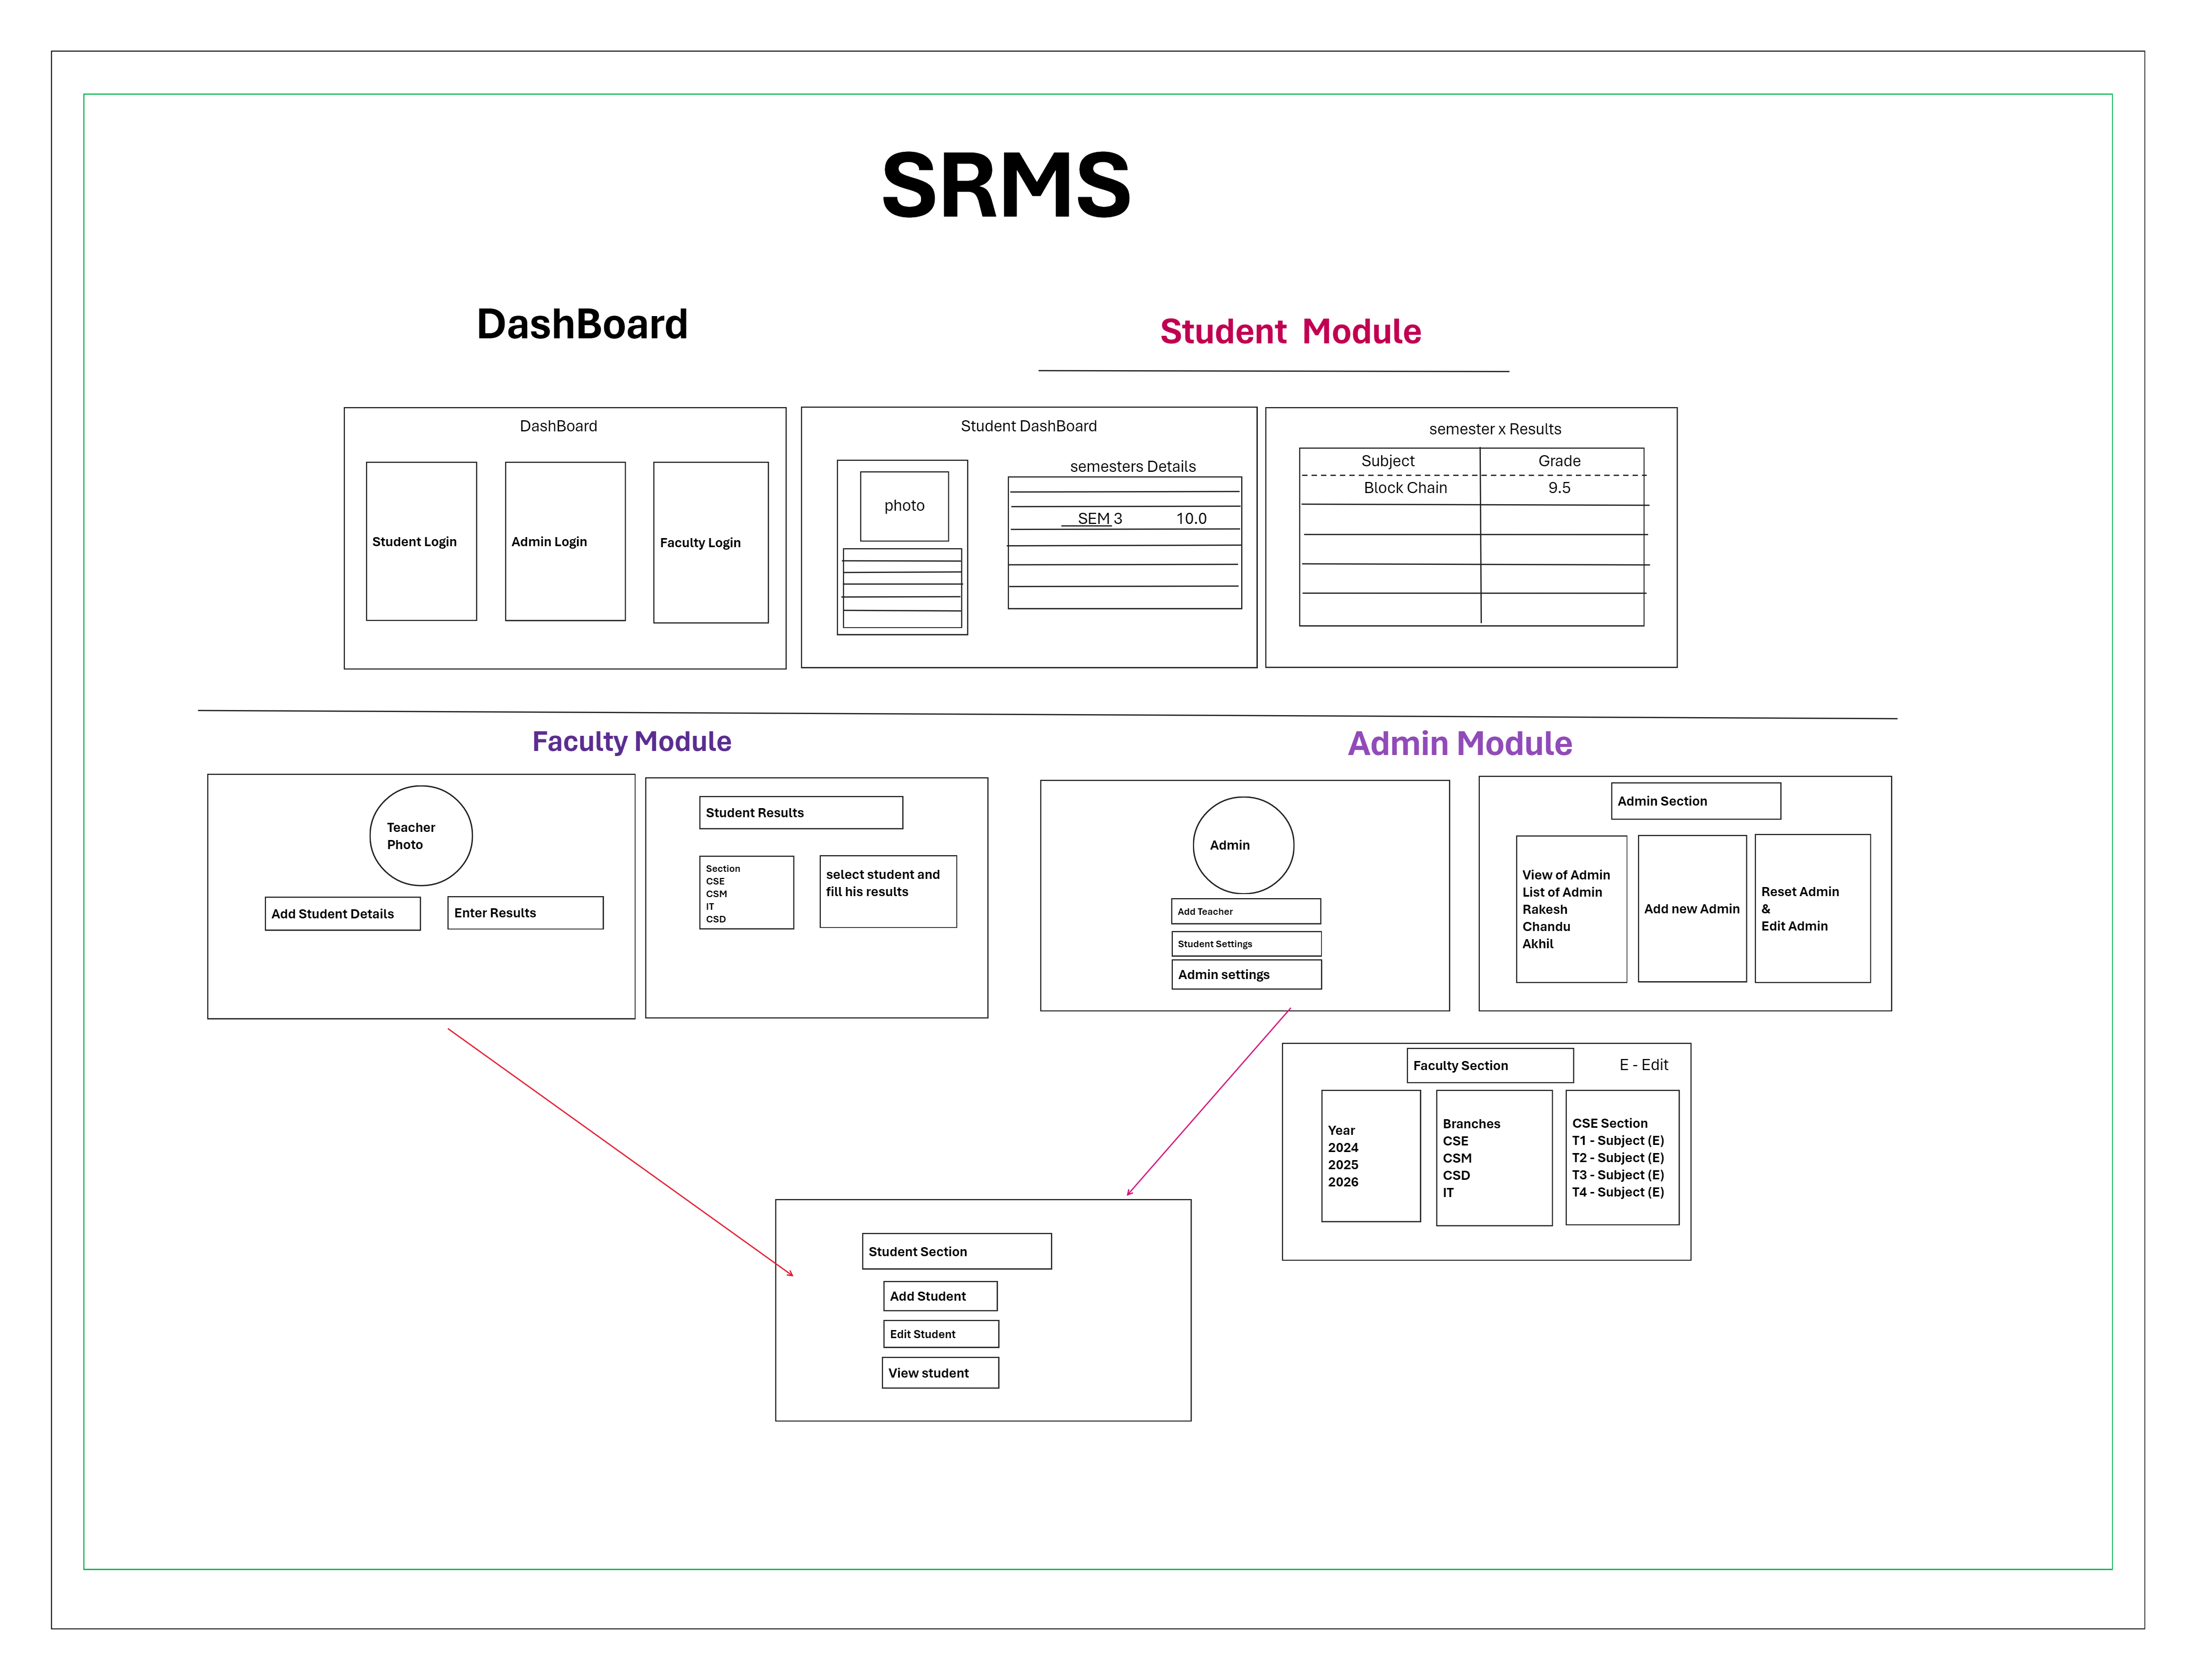 SRMS
DashBoard
Student  Module
DashBoard
Student Login
Admin Login
Faculty Login
Student DashBoard
photo
semesters Details
SEM 3 10.0
semester x Results
Subject Grade
Block Chain 9.5
Faculty Module
Teacher
Photo
Add Student Details
Enter Results
Student Results
Section
CSE
CSM
IT
CSD
select student and
fill his results
Admin Module
Admin
Add Teacher
Student Settings
Admin settings
Admin Section
View of Admin
List of Admin
Rakesh
Chandu
Akhil
Add new Admin
Reset Admin
&
Edit Admin
Faculty Section
E - Edit
Year
2024
2025
2026
Branches
CSE
CSM
CSD
IT
CSE Section
T1 - Subject (E)
T2 - Subject (E)
T3 - Subject (E)
T4 - Subject (E)
Student Section
Add Student
Edit Student
View student